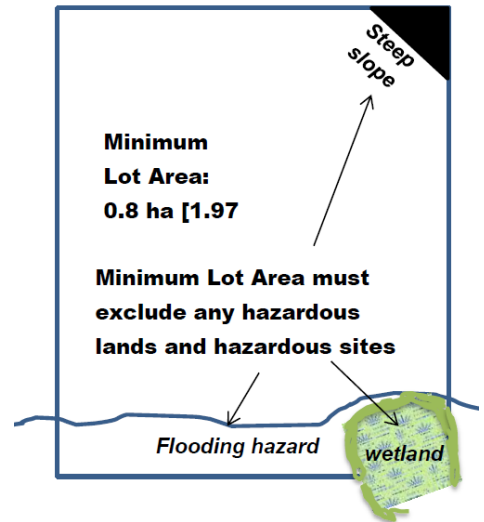 Steep
slope
Minimum
Lot Area:
0.8 ha [1.97
Minimum Lot Area must
exclude any hazardous
lands and hazardous sites
Flooding hazard
wetland